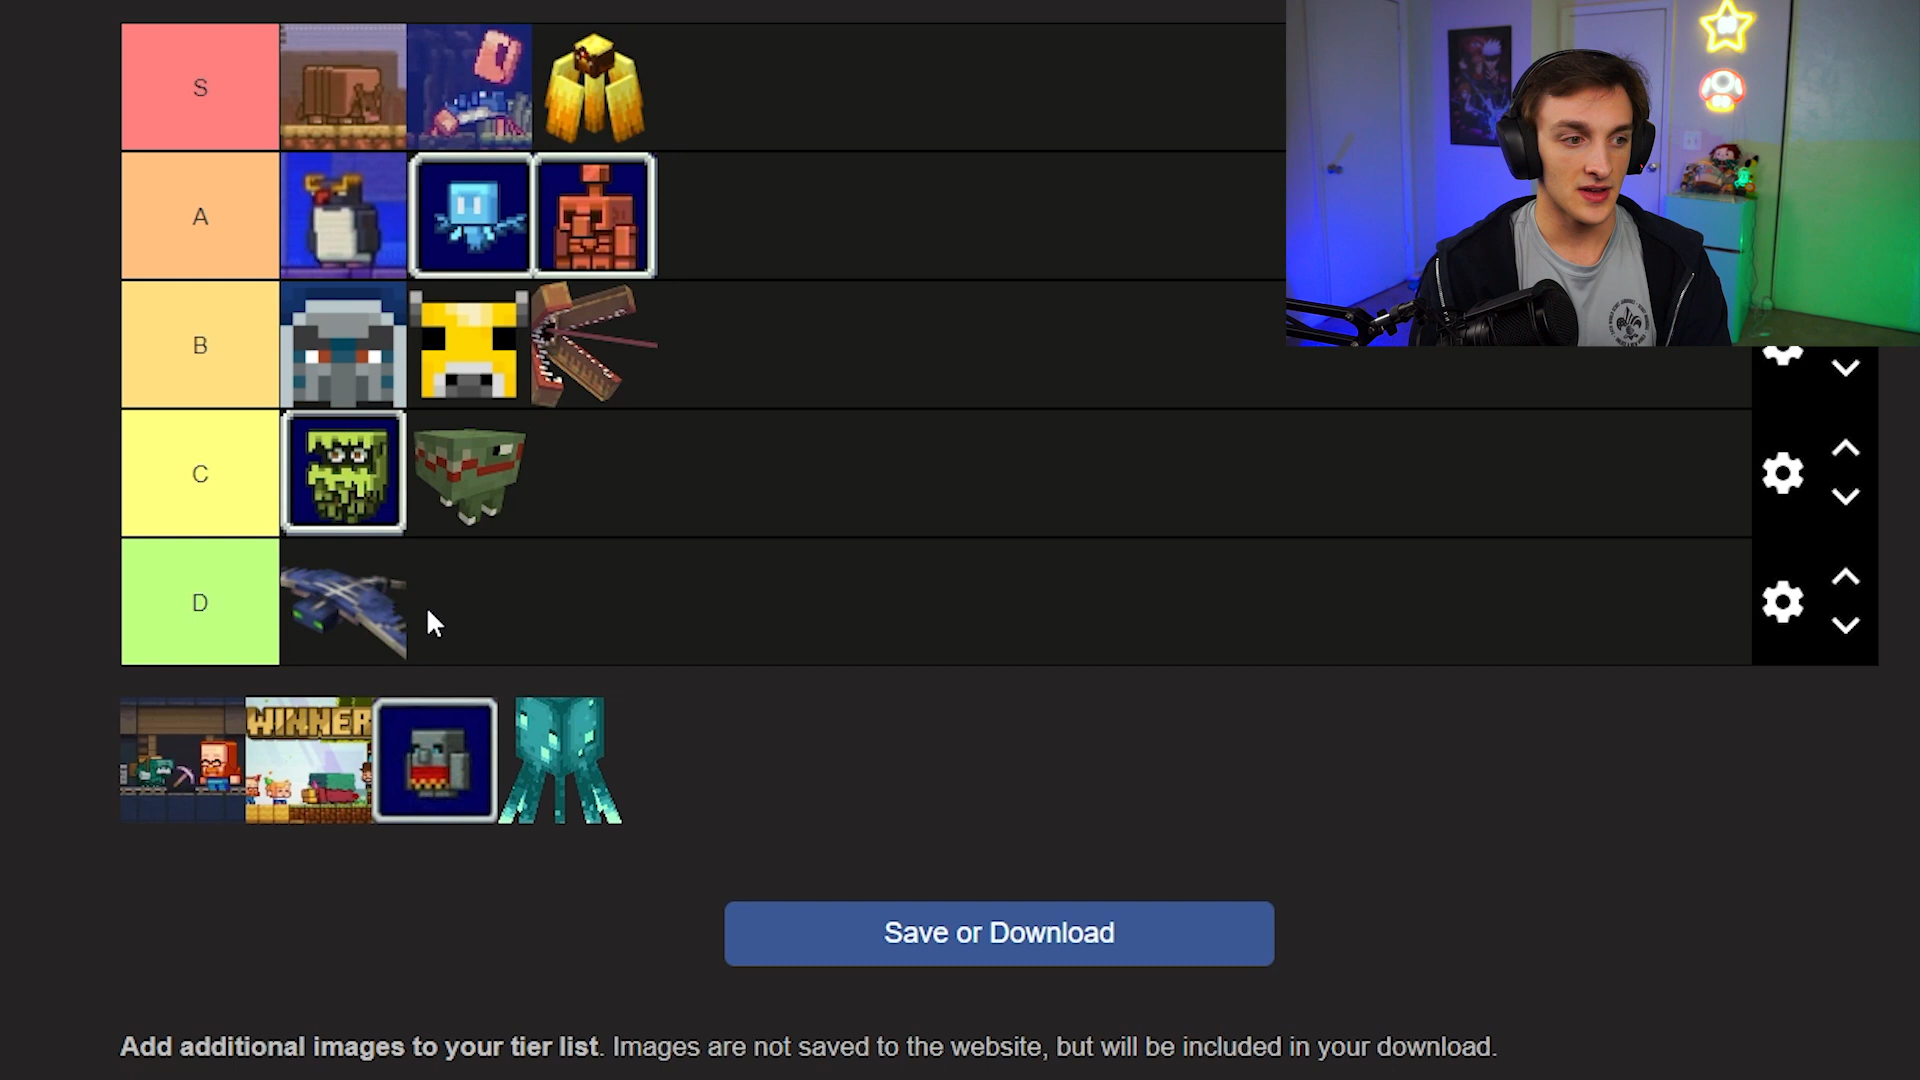 S
A
B
C
D
WINNER
Save or Download
Add additional images to your tier list. Images are not saved to the website, but will be included in your download.